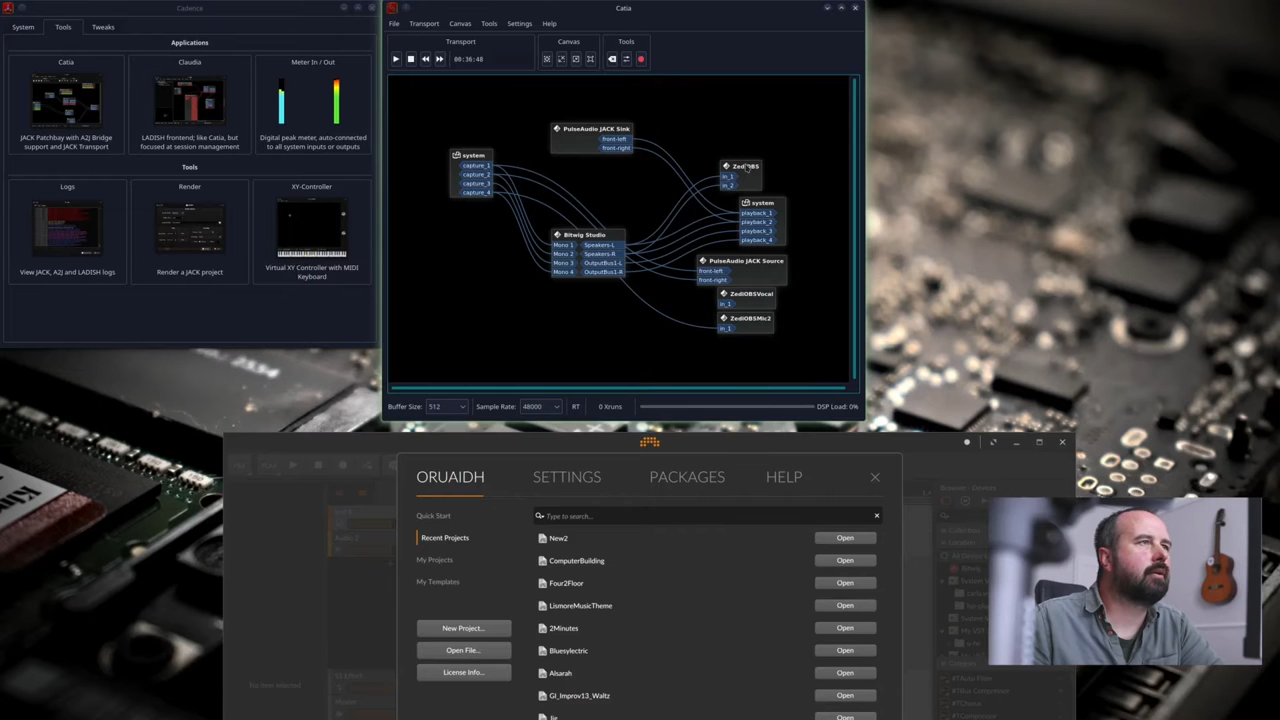 Cadence
System
Tools
Tweaks
Applications
Catia
JACK Patchbay with A2J Bridge
support and JACK Transport
Claudia
LADISH frontend; like Catia, but
focused at session management
Meter In / Out
Digital peak meter, auto-connected
to all system inputs or outputs
Tools
Logs
View JACK, A2J and LADISH logs
Render
Render a JACK project
XY-Controller
Virtual XY Controller with MIDI
Keyboard
Catia
File
Transport
Canvas
Tools
Settings
Help
Transport
Canvas
Tools
00:36:48
PulseAudio JACK Sink
front-left
front-right
system
capture_1
capture_2
capture_3
capture_4
in_1
in_2
system
playback_1
playback_2
playback_3
playback_4
Bitwig Studio
Mono 1 Speakers-L
Mono 2 Speakers-R
Mono 3 OutputBus1-L
Mono 4 OutputBus1-R
PulseAudio JACK Source
front-left
front-right
ZediOBSVocal
in_1
ZediOBSMic2
in_1
Buffer Size:
512
Sample Rate:
48000
RT
0 Xruns
DSP Load: 0%
ORUAIDH
SETTINGS
PACKAGES
HELP
Quick Start
Type to search...
Recent Projects
My Projects
My Templates
New Project...
Open File...
License Info...
New2
Open
ComputerBuilding
Open
Four2Floor
Open
LismoreMusicTheme
Open
2Minutes
Open
Bluesylectric
Open
Alsarah
Open
GI_Improv13_Waltz
Open